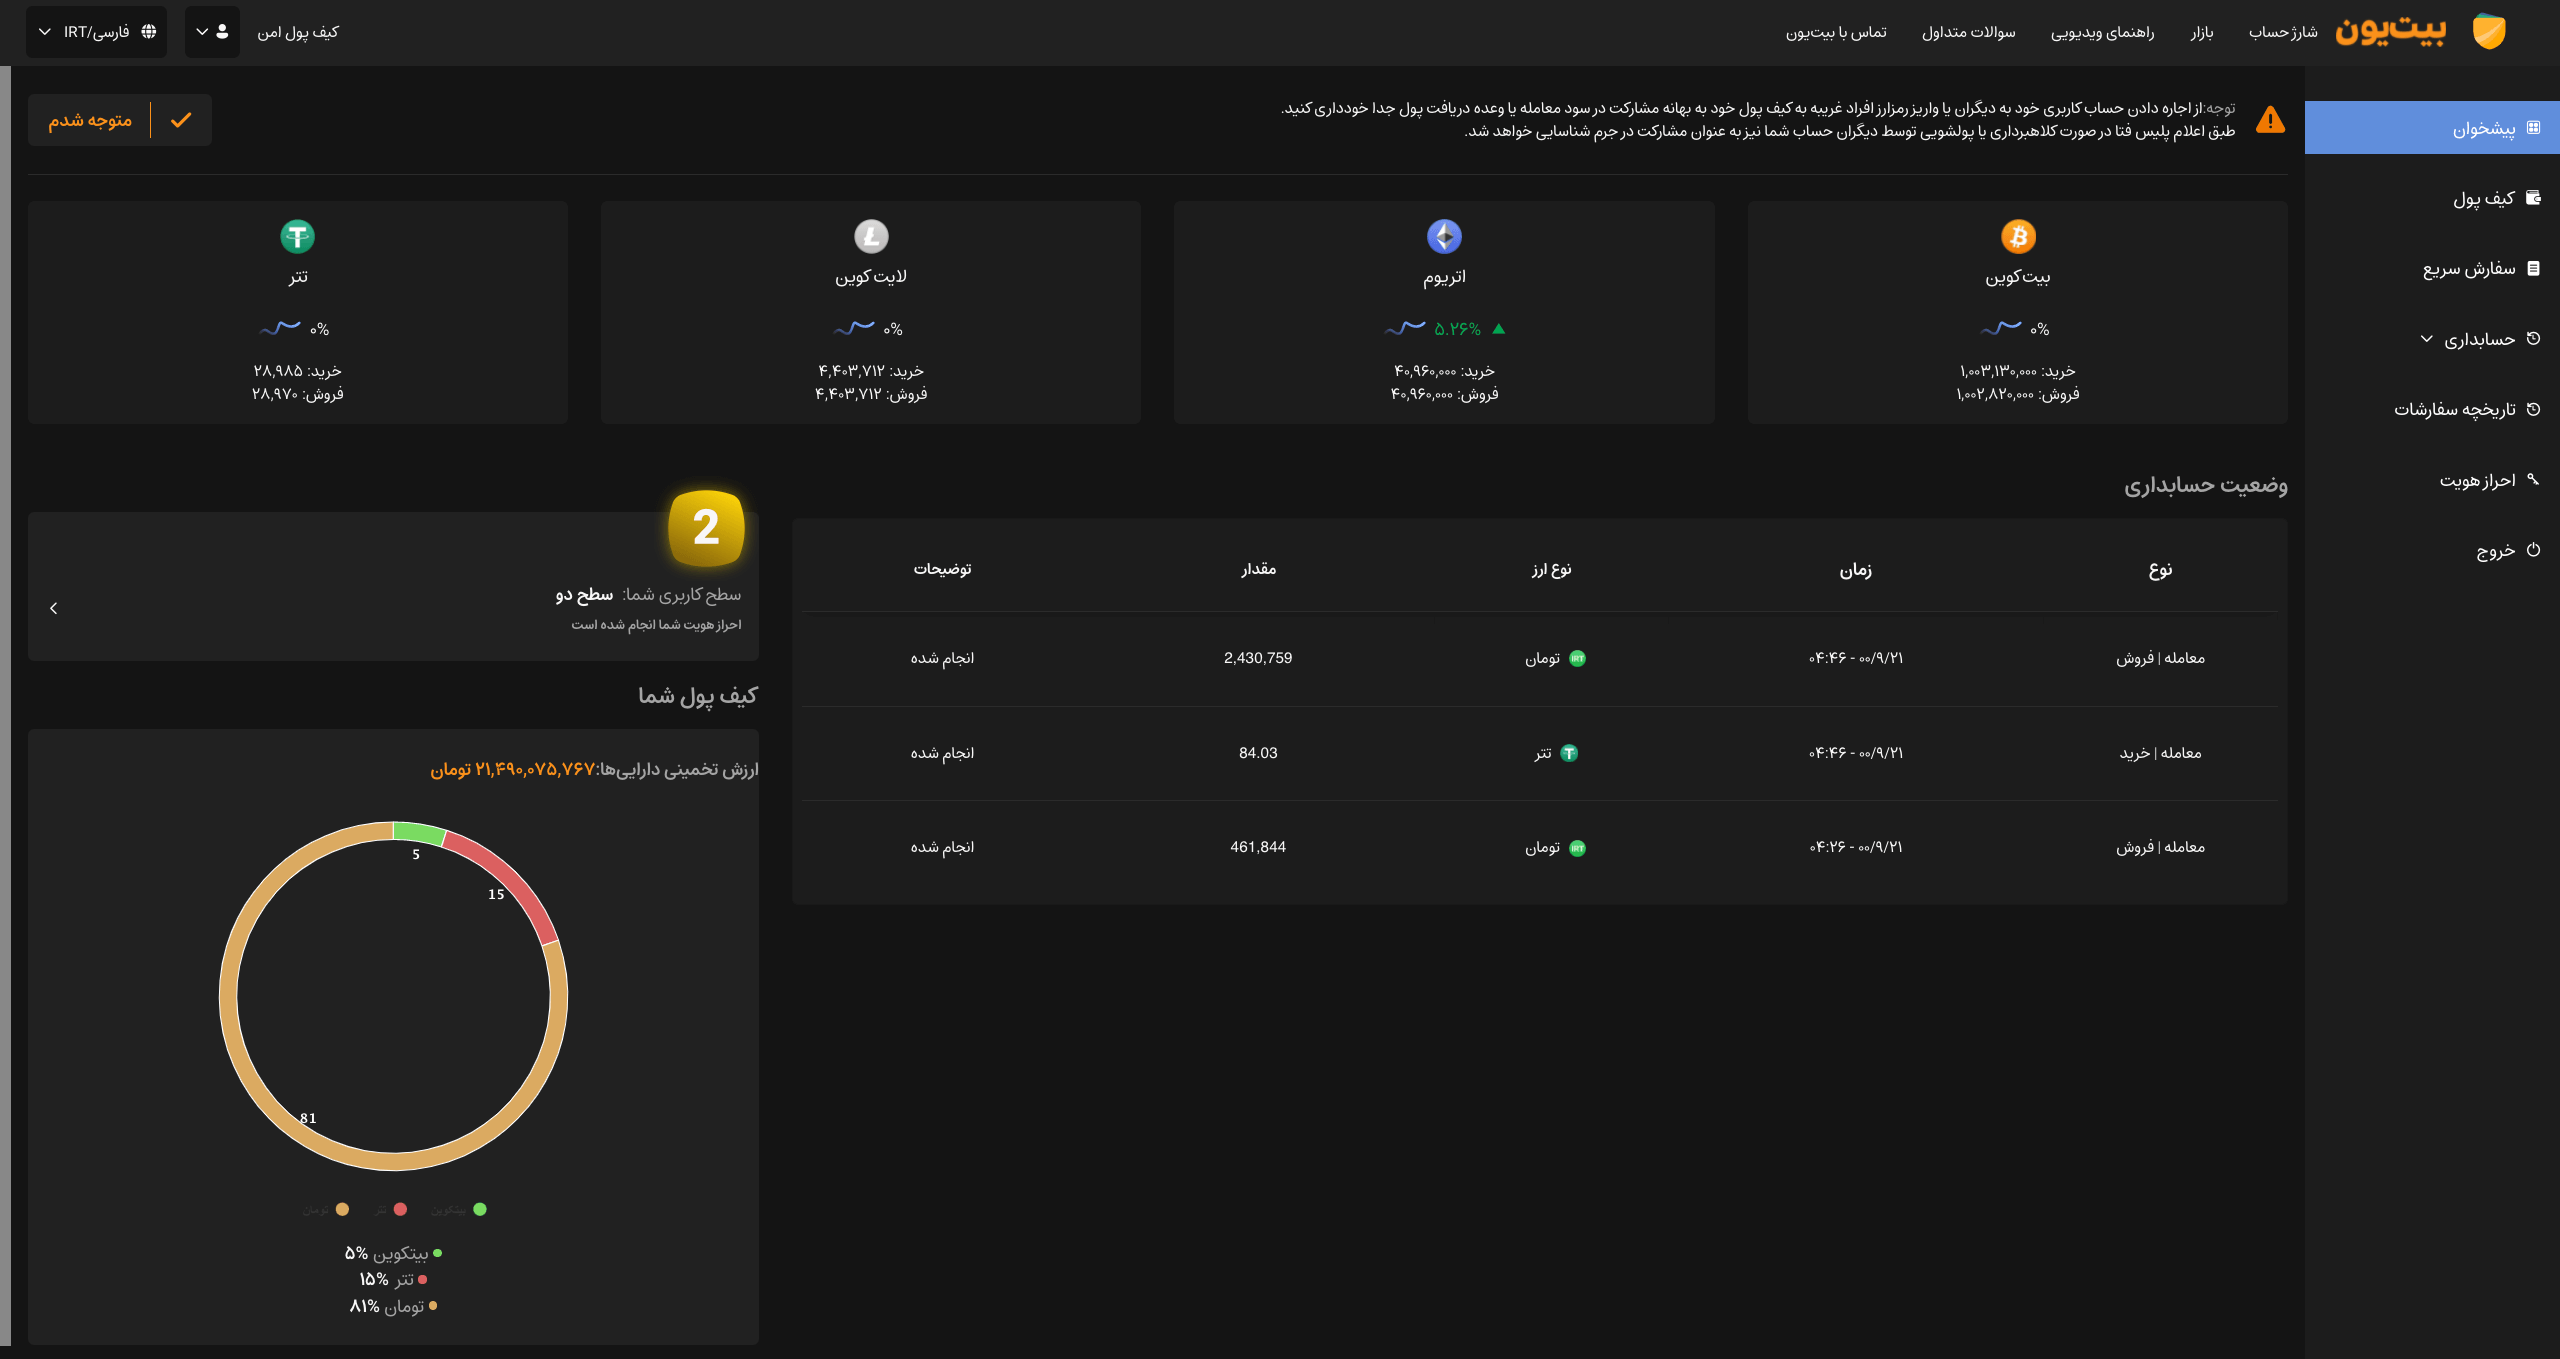 بیت‌یون
شارژ حساب
بازار
راهنمای ویدیویی
سوالات متداول
تماس با بیت‌یون
کیف پول امن
فارسی/IRT
پیشخوان
کیف پول
سفارش سریع
حسابداری
تاریخچه سفارشات
احراز هویت
خروج
توجه:از اجاره دادن حساب کاربری خود به دیگران یا واریز رمزارز افراد غریبه به کیف پول خود به بهانه مشارکت در سود معامله یا وعده دریافت پول جدا خودداری کنید.
طبق اعلام پلیس فتا در صورت کلاهبرداری یا پولشویی توسط دیگران حساب شما نیز به عنوان مشارکت در جرم شناسایی خواهد شد.
متوجه شدم
بیت‌کوین
۰%
خرید: ۱,۰۰۳,۱۳۰,۰۰۰
فروش: ۱,۰۰۲,۸۲۰,۰۰۰
اتریوم
۵.۲۶%
خرید: ۴۰,۹۶۰,۰۰۰
فروش: ۴۰,۹۶۰,۰۰۰
لایت‌کوین
۰%
خرید: ۴,۴۰۳,۷۱۲
فروش: ۴,۴۰۳,۷۱۲
تتر
۰%
خرید: ۲۸,۹۸۵
فروش: ۲۸,۹۷۰
وضعیت حسابداری
نوع زمان نوع ارز مقدار توضیحات
معامله | فروش ۰۰/۹/۲۱ - ۰۴:۴۶ IRT تومان 2,430,759 انجام شده
معامله | خرید ۰۰/۹/۲۱ - ۰۴:۴۶ تتر 84.03 انجام شده
معامله | فروش ۰۰/۹/۲۱ - ۰۴:۲۶ IRT تومان 461,844 انجام شده
2
سطح کاربری شما: سطح دو
احراز هویت شما انجام شده است
کیف پول شما
ارزش تخمینی دارایی‌ها:۲۱,۴۹۰,۰۷۵,۷۶۷ تومان
5
15
81
بیتکوین تتر تومان
بیتکوین ۵%
تتر ۱۵%
تومان ۸۱%